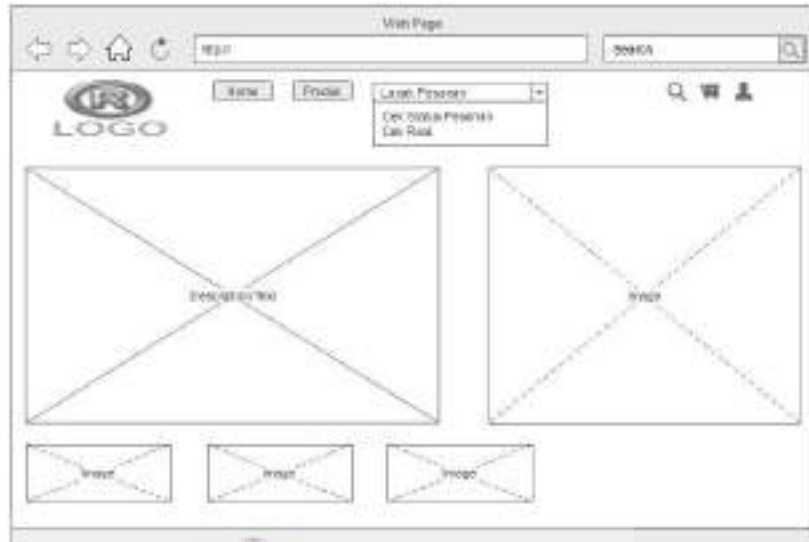 Web Page
http://
search
Home
Produk
Lacak Pesanan
Cek Status Pesanan
Cek Resi
R
LOGO
Description Text
Image
Image
Image
Image